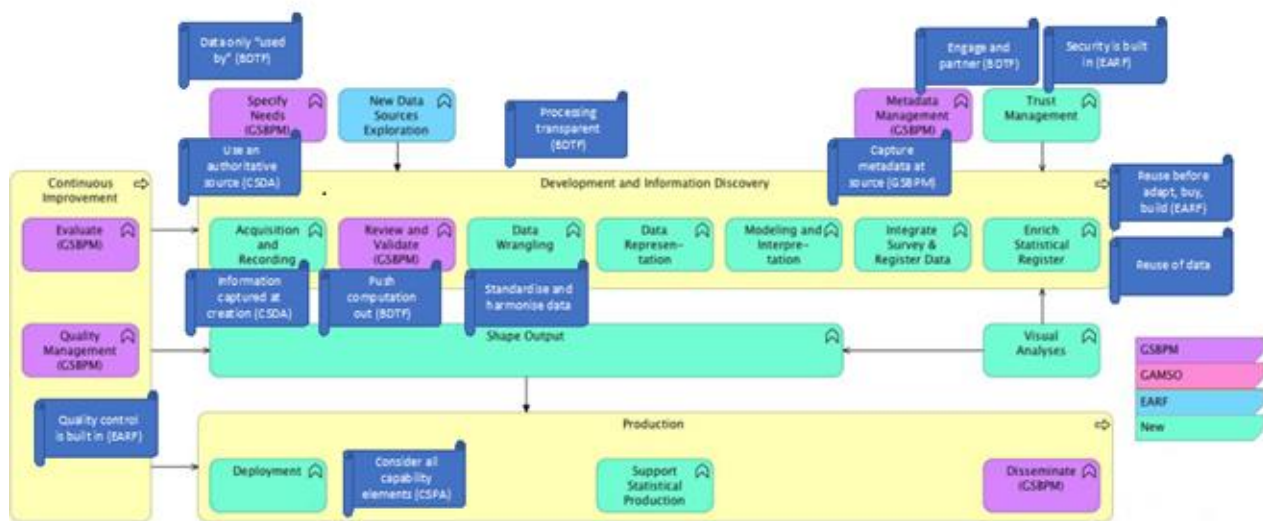 Data only "used
by" (BDTF)
Engage and
partner (BDTF)
Security is built
in (EARF)
Specify
Needs
(GSBPM)
New Data
Sources
Exploration
Processing
transparent
(BDTF)
Metadata
Management
(GSBPM)
Trust
Management
Use an
authoritative
source (CSDA)
Capture
metadata at
source (GSBPM)
Continuous
Improvement
Development and Information Discovery
Reuse before
adapt, buy,
build (EARF)
Evaluate
(GSBPM)
Acquisition
and
Recording
Review and
Validate
(GSBPM)
Data
Wrangling
Data
Represen-
tation
Modeling and
Interpre-
tation
Integrate
Survey &
Register Data
Enrich
Statistical
Register
Reuse of data
Information
captured at
creation (CSDA)
Push
computation
out (BDTF)
Standardise and
harmonise data
Quality
Management
(GSBPM)
Shape Output
Visual
Analyses
GSBPM
GAMSO
EARF
New
Quality control
is built in (EARF)
Production
Deployment
Consider all
capability
elements (CSPA)
Support
Statistical
Production
Disseminate
(GSBPM)